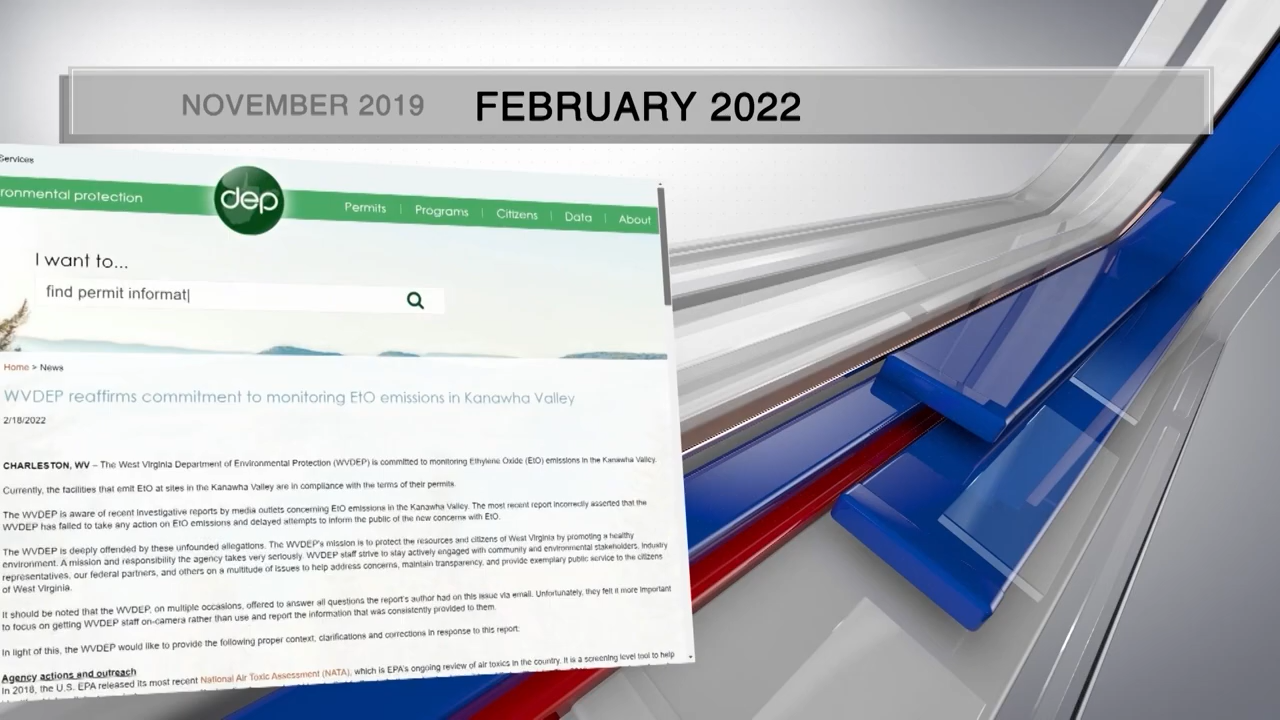 NOVEMBER 2019 FEBRUARY 2022
Services
ronmental protection dep Permits | Programs | Citizens | Data | About
I want to...
find permit informat|
Home > News
WVDEP reaffirms commitment to monitoring EtO emissions in Kanawha Valley
2/18/2022
CHARLESTON, WV – The West Virginia Department of Environmental Protection (WVDEP) is committed to monitoring Ethylene Oxide (EtO) emissions in the Kanawha Valley.
Currently, the facilities that emit EtO at sites in the Kanawha Valley are in compliance with the terms of their permits.
The WVDEP is aware of recent investigative reports by media outlets concerning EtO emissions in the Kanawha Valley. The most recent report incorrectly asserted that the
WVDEP has failed to take any action on EtO emissions and delayed attempts to inform the public of the new concerns with EtO.
The WVDEP is deeply offended by these unfounded allegations. The WVDEP's mission is to protect the resources and citizens of West Virginia by promoting a healthy
environment. A mission and responsibility the agency takes very seriously. WVDEP staff strive to stay actively engaged with community and environmental stakeholders, industry
representatives, our federal partners, and others on a multitude of issues to help address concerns, maintain transparency, and provide exemplary public service to the citizens
of West Virginia.
It should be noted that the WVDEP, on multiple occasions, offered to answer all questions the report's author had on this issue via email. Unfortunately, they felt it more important
to focus on getting WVDEP staff on-camera rather than use and report the information that was consistently provided to them.
In light of this, the WVDEP would like to provide the following proper context, clarifications and corrections in response to this report:
Agency actions and outreach
In 2018, the U.S. EPA released its most recent National Air Toxic Assessment (NATA), which is EPA's ongoing review of air toxics in the country. It is a screening level tool to help